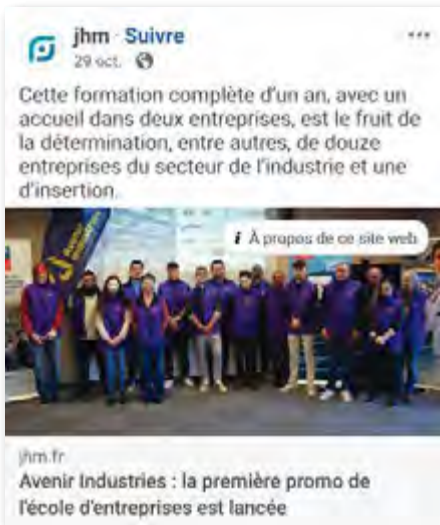 jhm · Suivre
29 oct.
Cette formation complète d'un an, avec un
accueil dans deux entreprises, est le fruit de
la détermination, entre autres, de douze
entreprises du secteur de l'industrie et une
d'insertion.
i À propos de ce site web
jhm.fr
Avenir Industries : la première promo de
l'école d'entreprises est lancée